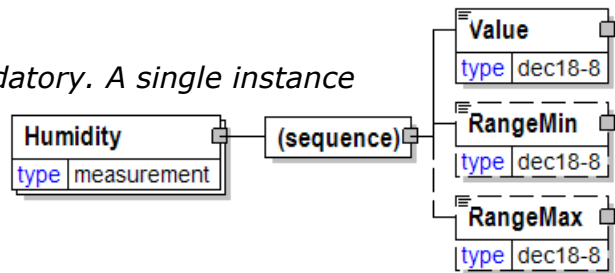 Value
type dec18-8
datory. A single instance
RangeMin
Humidity
(sequence)
type dec18-8
type measurement
RangeMax
type dec18-8